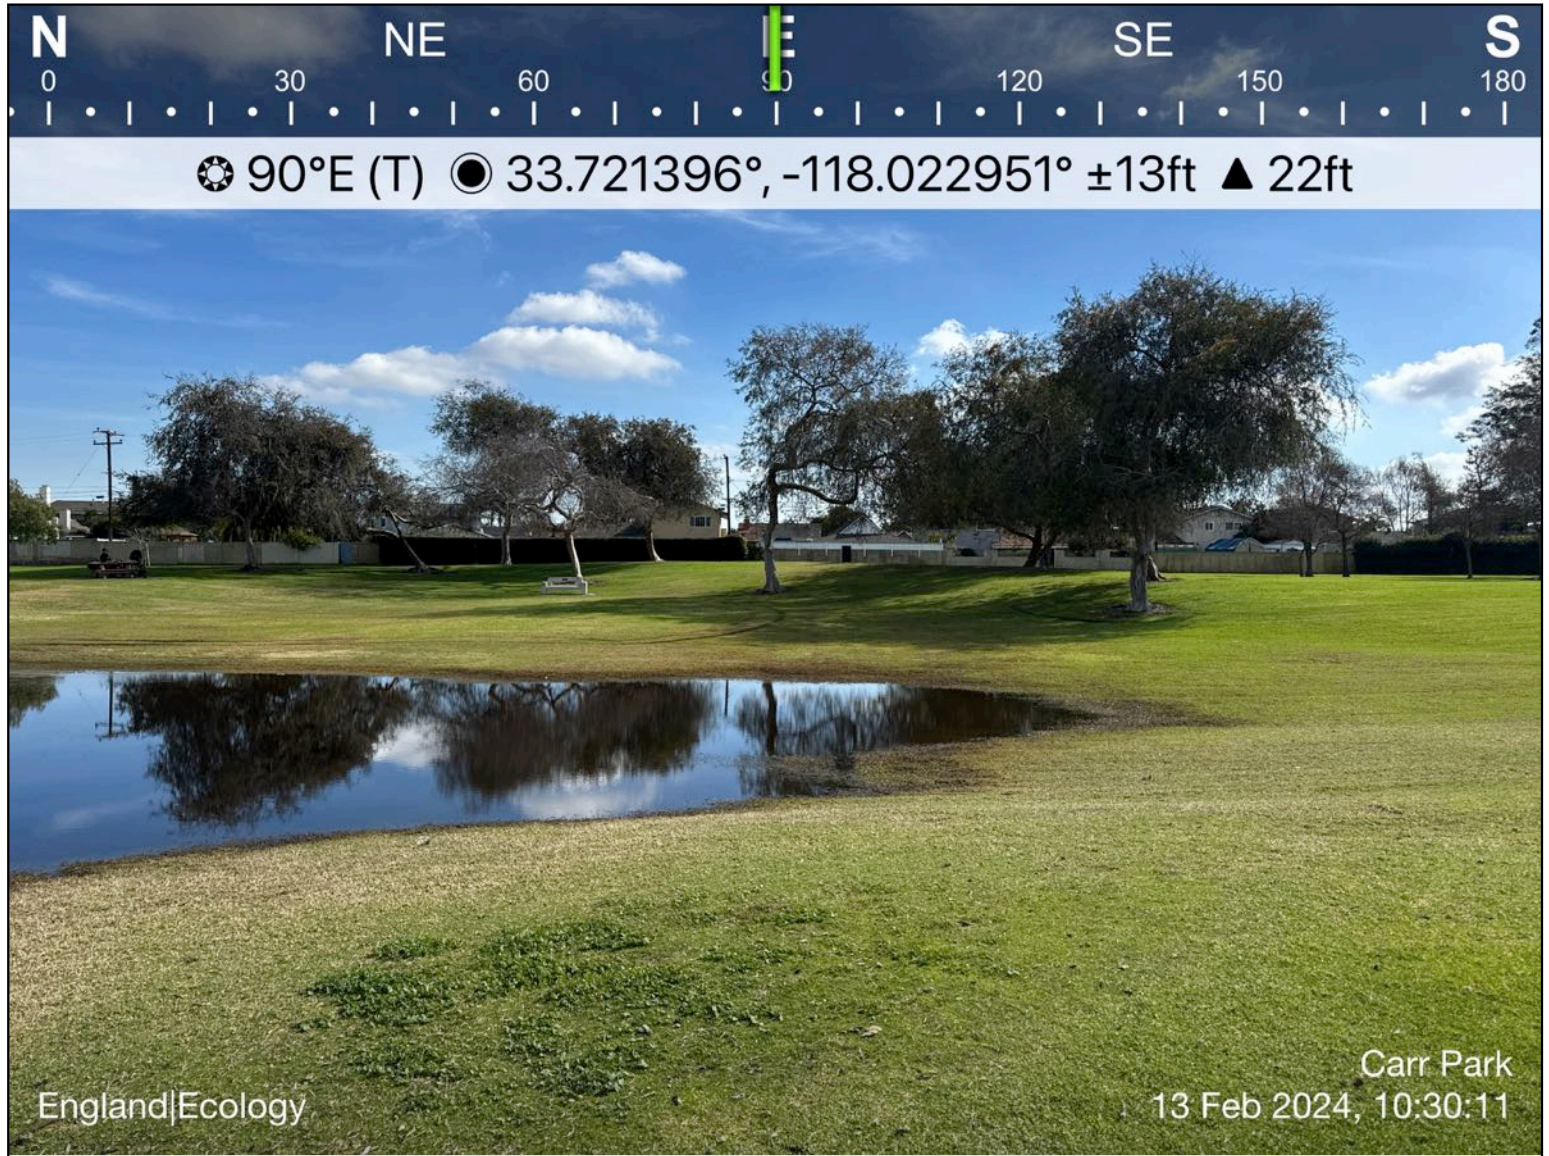 N NE E SE S
0 30 60 90 120 150 180
90°E (T) 33.721396°, -118.022951° ±13ft ▲ 22ft
Carr Park
England|Ecology 13 Feb 2024, 10:30:11